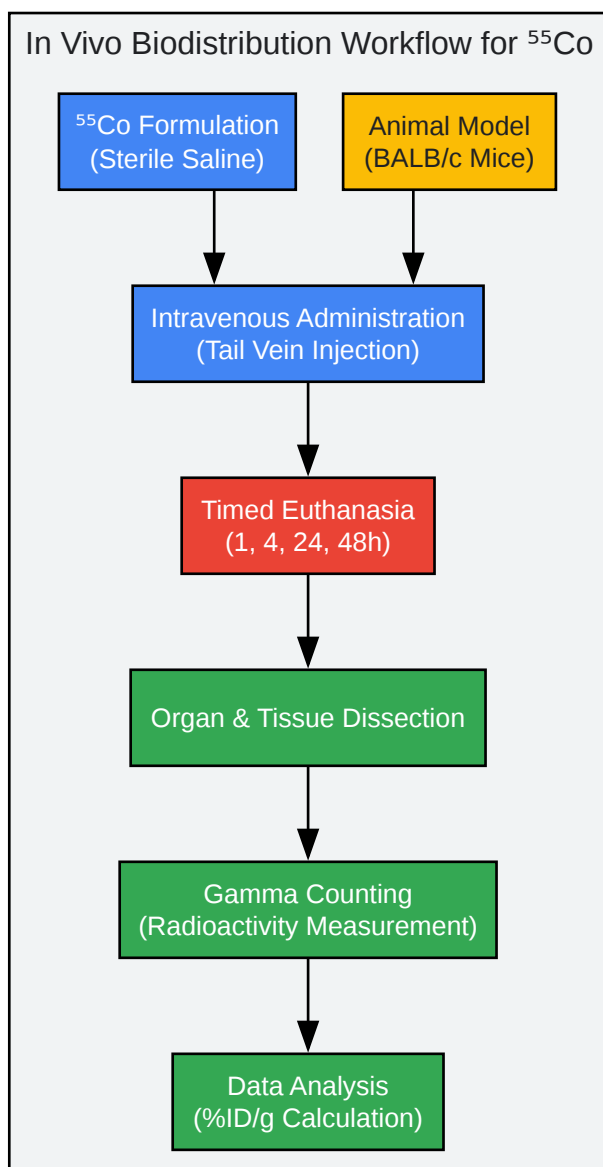 In Vivo Biodistribution Workflow for ⁵⁵Co
⁵⁵Co Formulation
(Sterile Saline)
Animal Model
(BALB/c Mice)
Intravenous Administration
(Tail Vein Injection)
Timed Euthanasia
(1, 4, 24, 48h)
Organ & Tissue Dissection
Gamma Counting
(Radioactivity Measurement)
Data Analysis
(%ID/g Calculation)